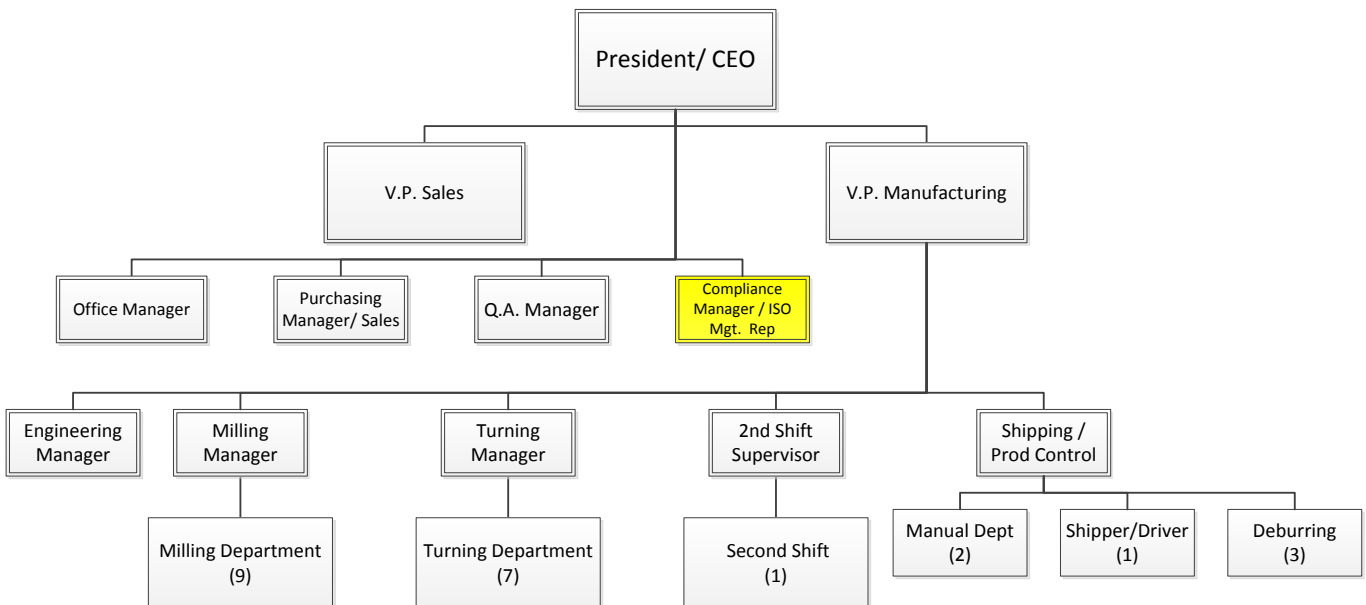 President/ CEO
V.P. Sales
V.P. Manufacturing
Office Manager
Purchasing
Manager/ Sales
Q.A. Manager
Compliance
Manager / ISO
Mgt. Rep
Engineering
Manager
Milling
Manager
Turning
Manager
2nd Shift
Supervisor
Shipping /
Prod Control
Milling Department
(9)
Turning Department
(7)
Second Shift
(1)
Manual Dept
(2)
Shipper/Driver
(1)
Deburring
(3)